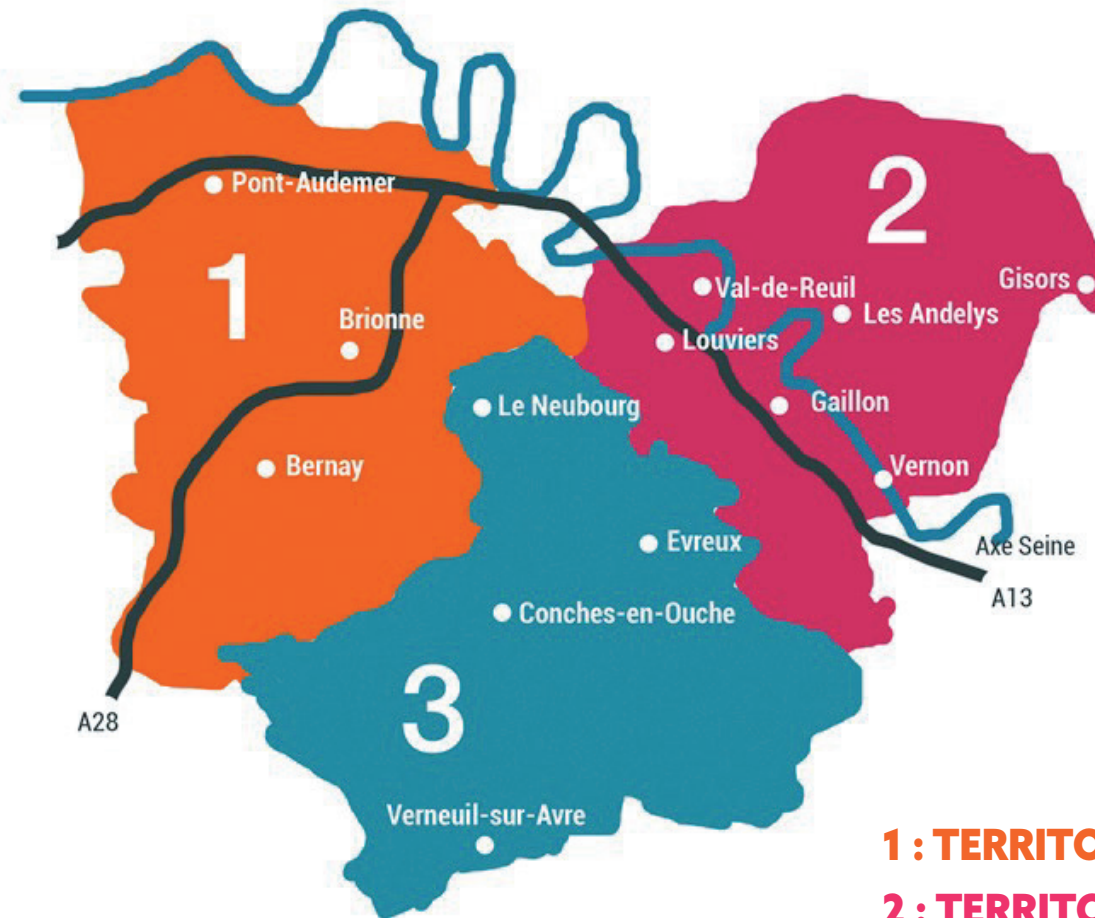 2
Pont-Audemer
1
Gisors
Val-de-Reuil
Les Andelys
Brionne
Louviers
Gaillon
Le Neubourg
Bernay
Vernon
Evreux
Axe Seine
A13
Conches-en-Ouche
3
A28
Verneuil-sur-Avre
1 : TERRITO
2 : TERRITO